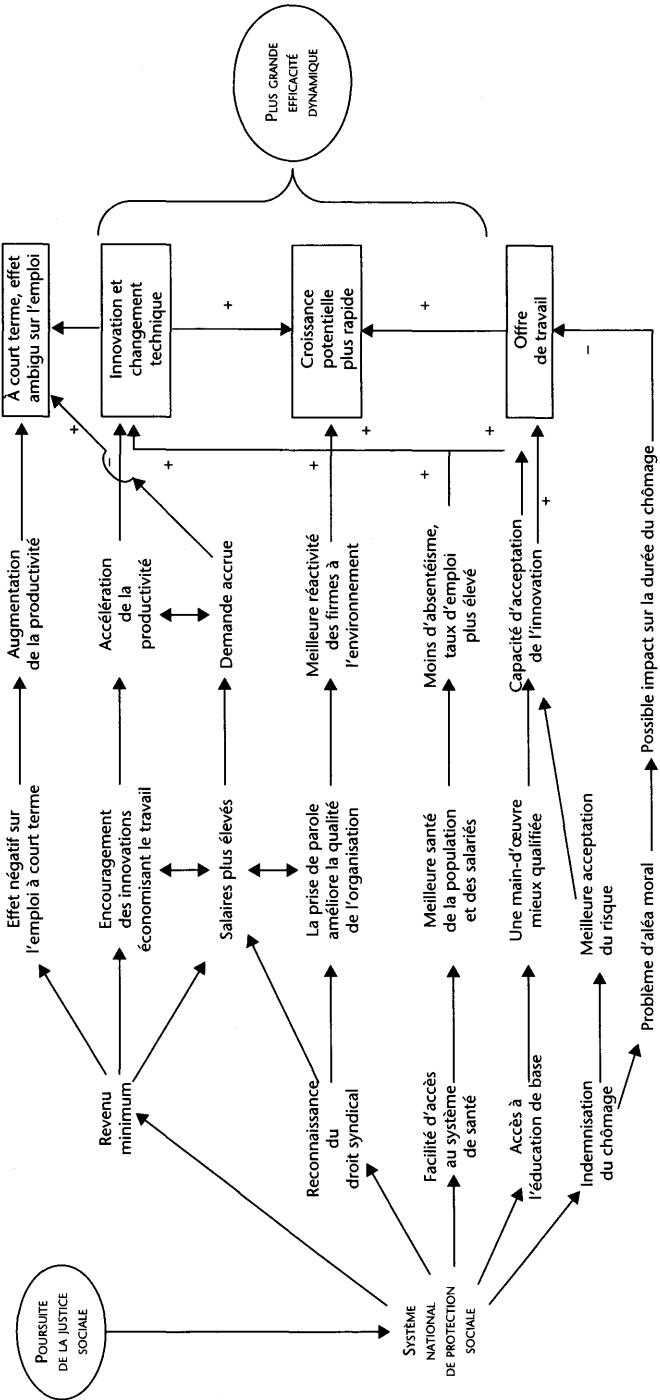 POURSUITE
DE LA JUSTICE
SOCIALE
SYSTÈME
NATIONAL
DE PROTECTION
SOCIALE
Revenu
minimum
Reconnaissance
du
droit syndical
Facilité d'accès
au système
de santé
Accès à
l'éducation de base
Indemnisation
du chômage
Effet négatif sur
l'emploi à court terme
Encouragement
des innovations
économisant le travail
Salaires plus élevés
La prise de parole
améliore la qualité
de l'organisation
Meilleure santé
de la population
et des salariés
Une main-d'œuvre
mieux qualifiée
Meilleure acceptation
du risque
Problème d'aléa moral
Augmentation
de la productivité
Accélération
de la
productivité
Demande accrue
Meilleure réactivité
des firmes à
l'environnement
Moins d'absentéisme,
taux d'emploi
plus élevé
Capacité d'acceptation
de l'innovation
Possible impact sur la durée du chômage
+
–
+
+
+
+
+
+
–
À court terme, effet
ambigu sur l'emploi
Innovation et
changement
technique
+
Croissance
potentielle
plus rapide
+
Offre
de travail
PLUS GRANDE
EFFICACITÉ
DYNAMIQUE